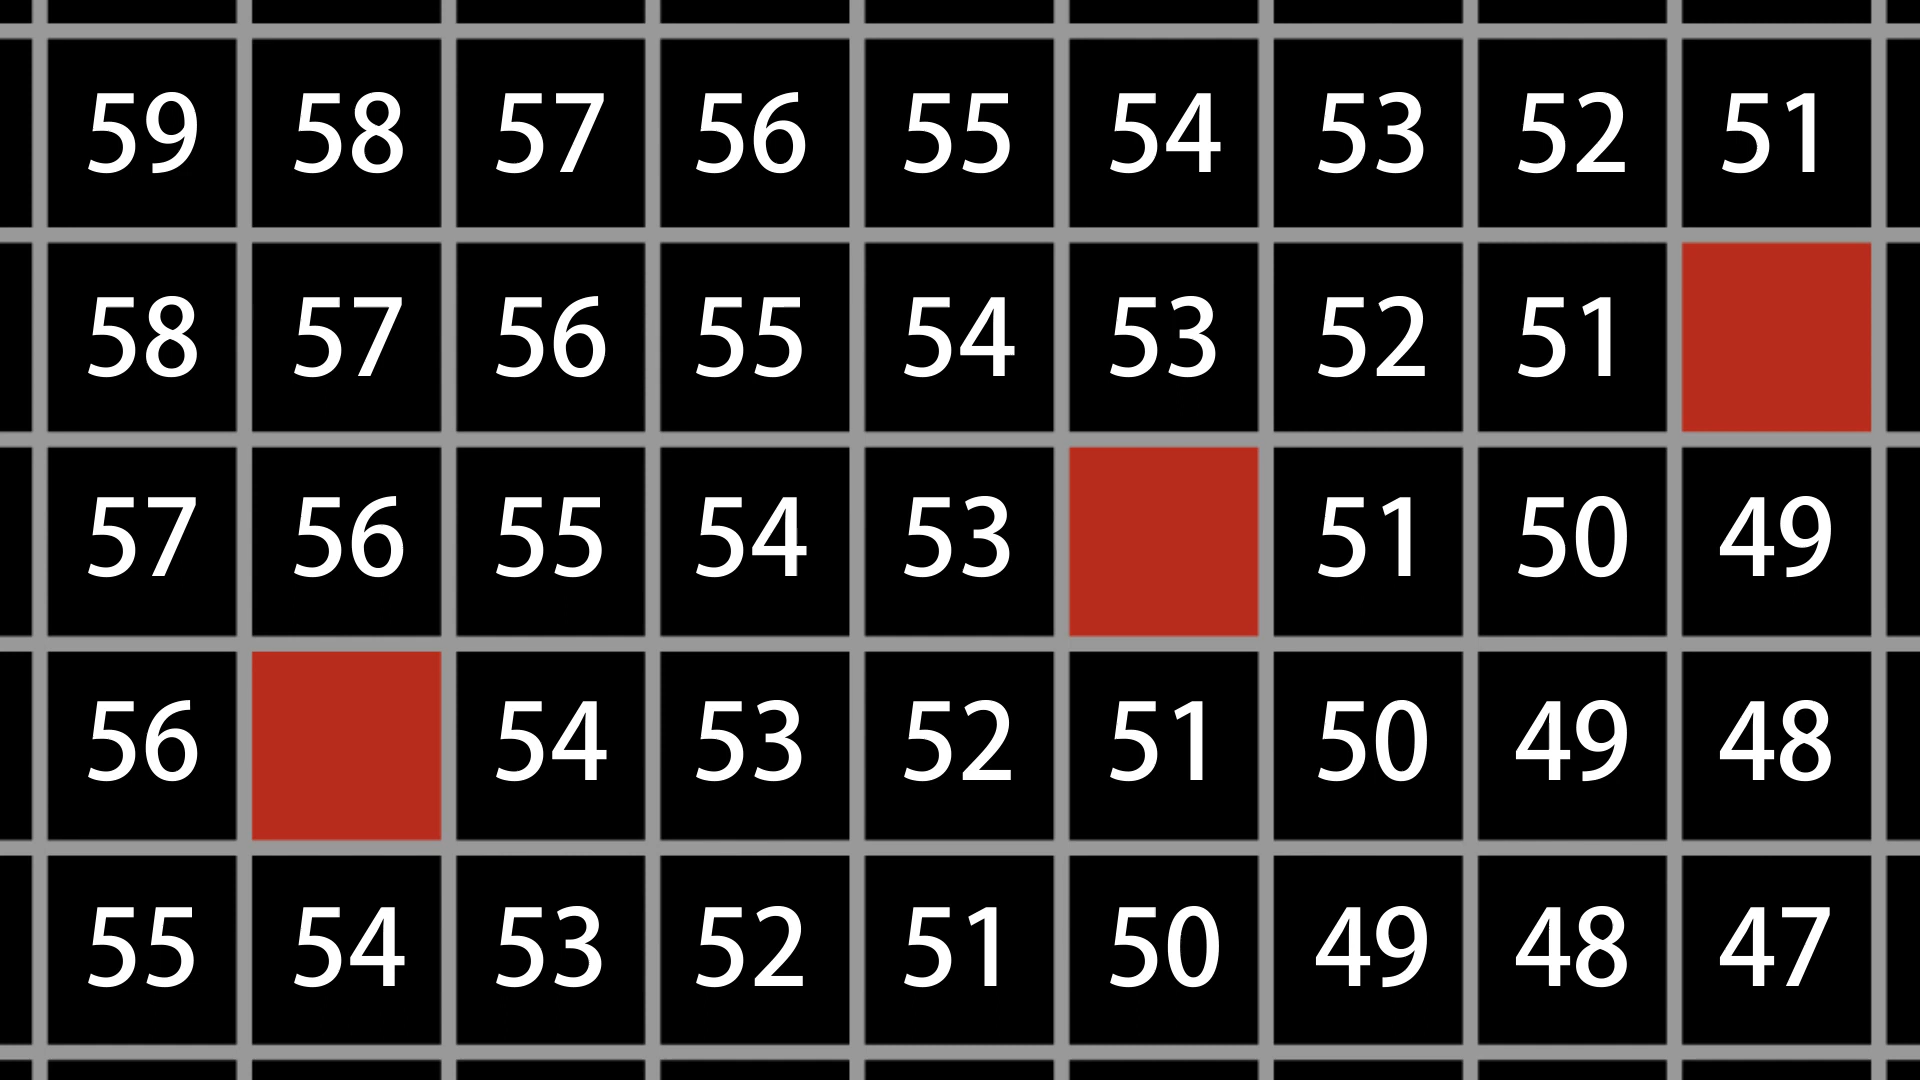 59 58 57 56 55 54 53 52 51
58 57 56 55 54 53 52 51
57 56 55 54 53 51 50 49
56 54 53 52 51 50 49 48
55 54 53 52 51 50 49 48 47